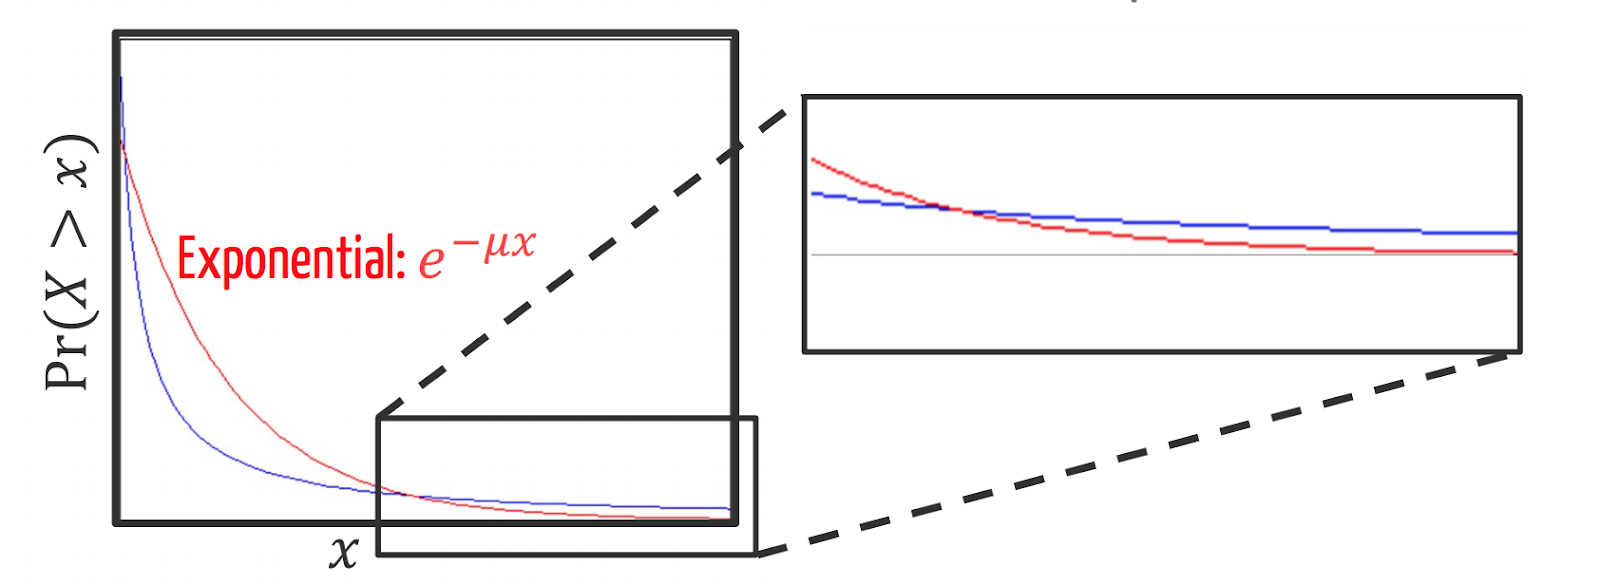 Pr(X > x)
Exponential: e^{−μx}
x